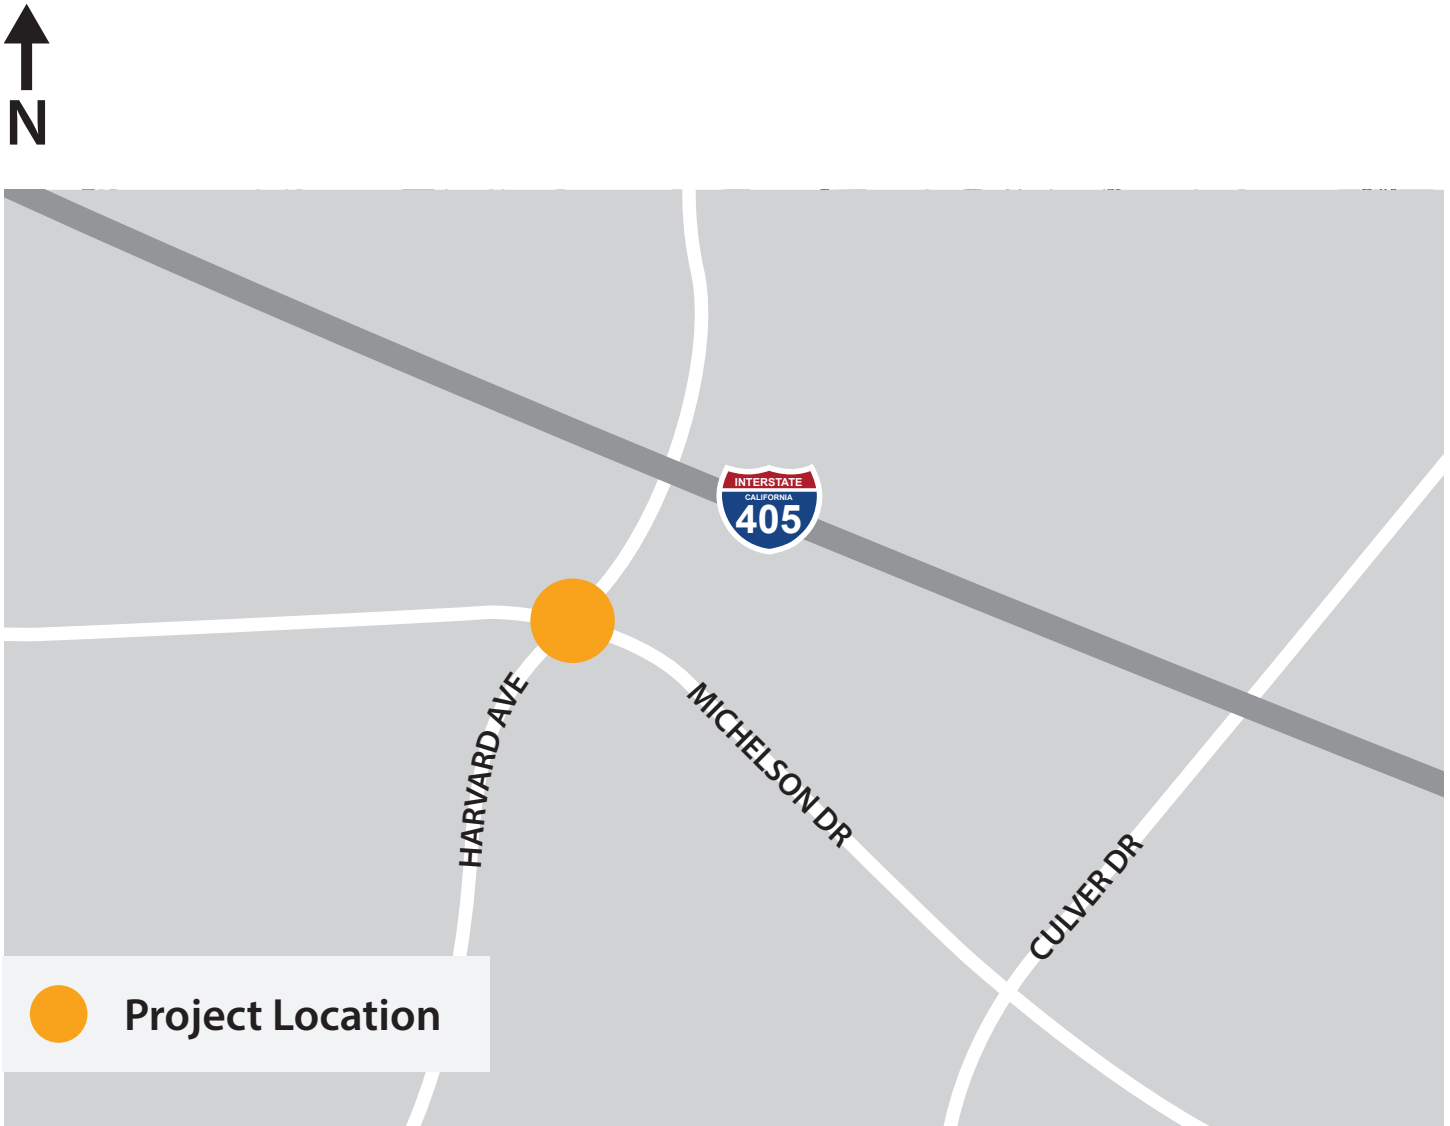 N
INTERSTATE
CALIFORNIA
405
HARVARD AVE
MICHELSON DR
CULVER DR
Project Location